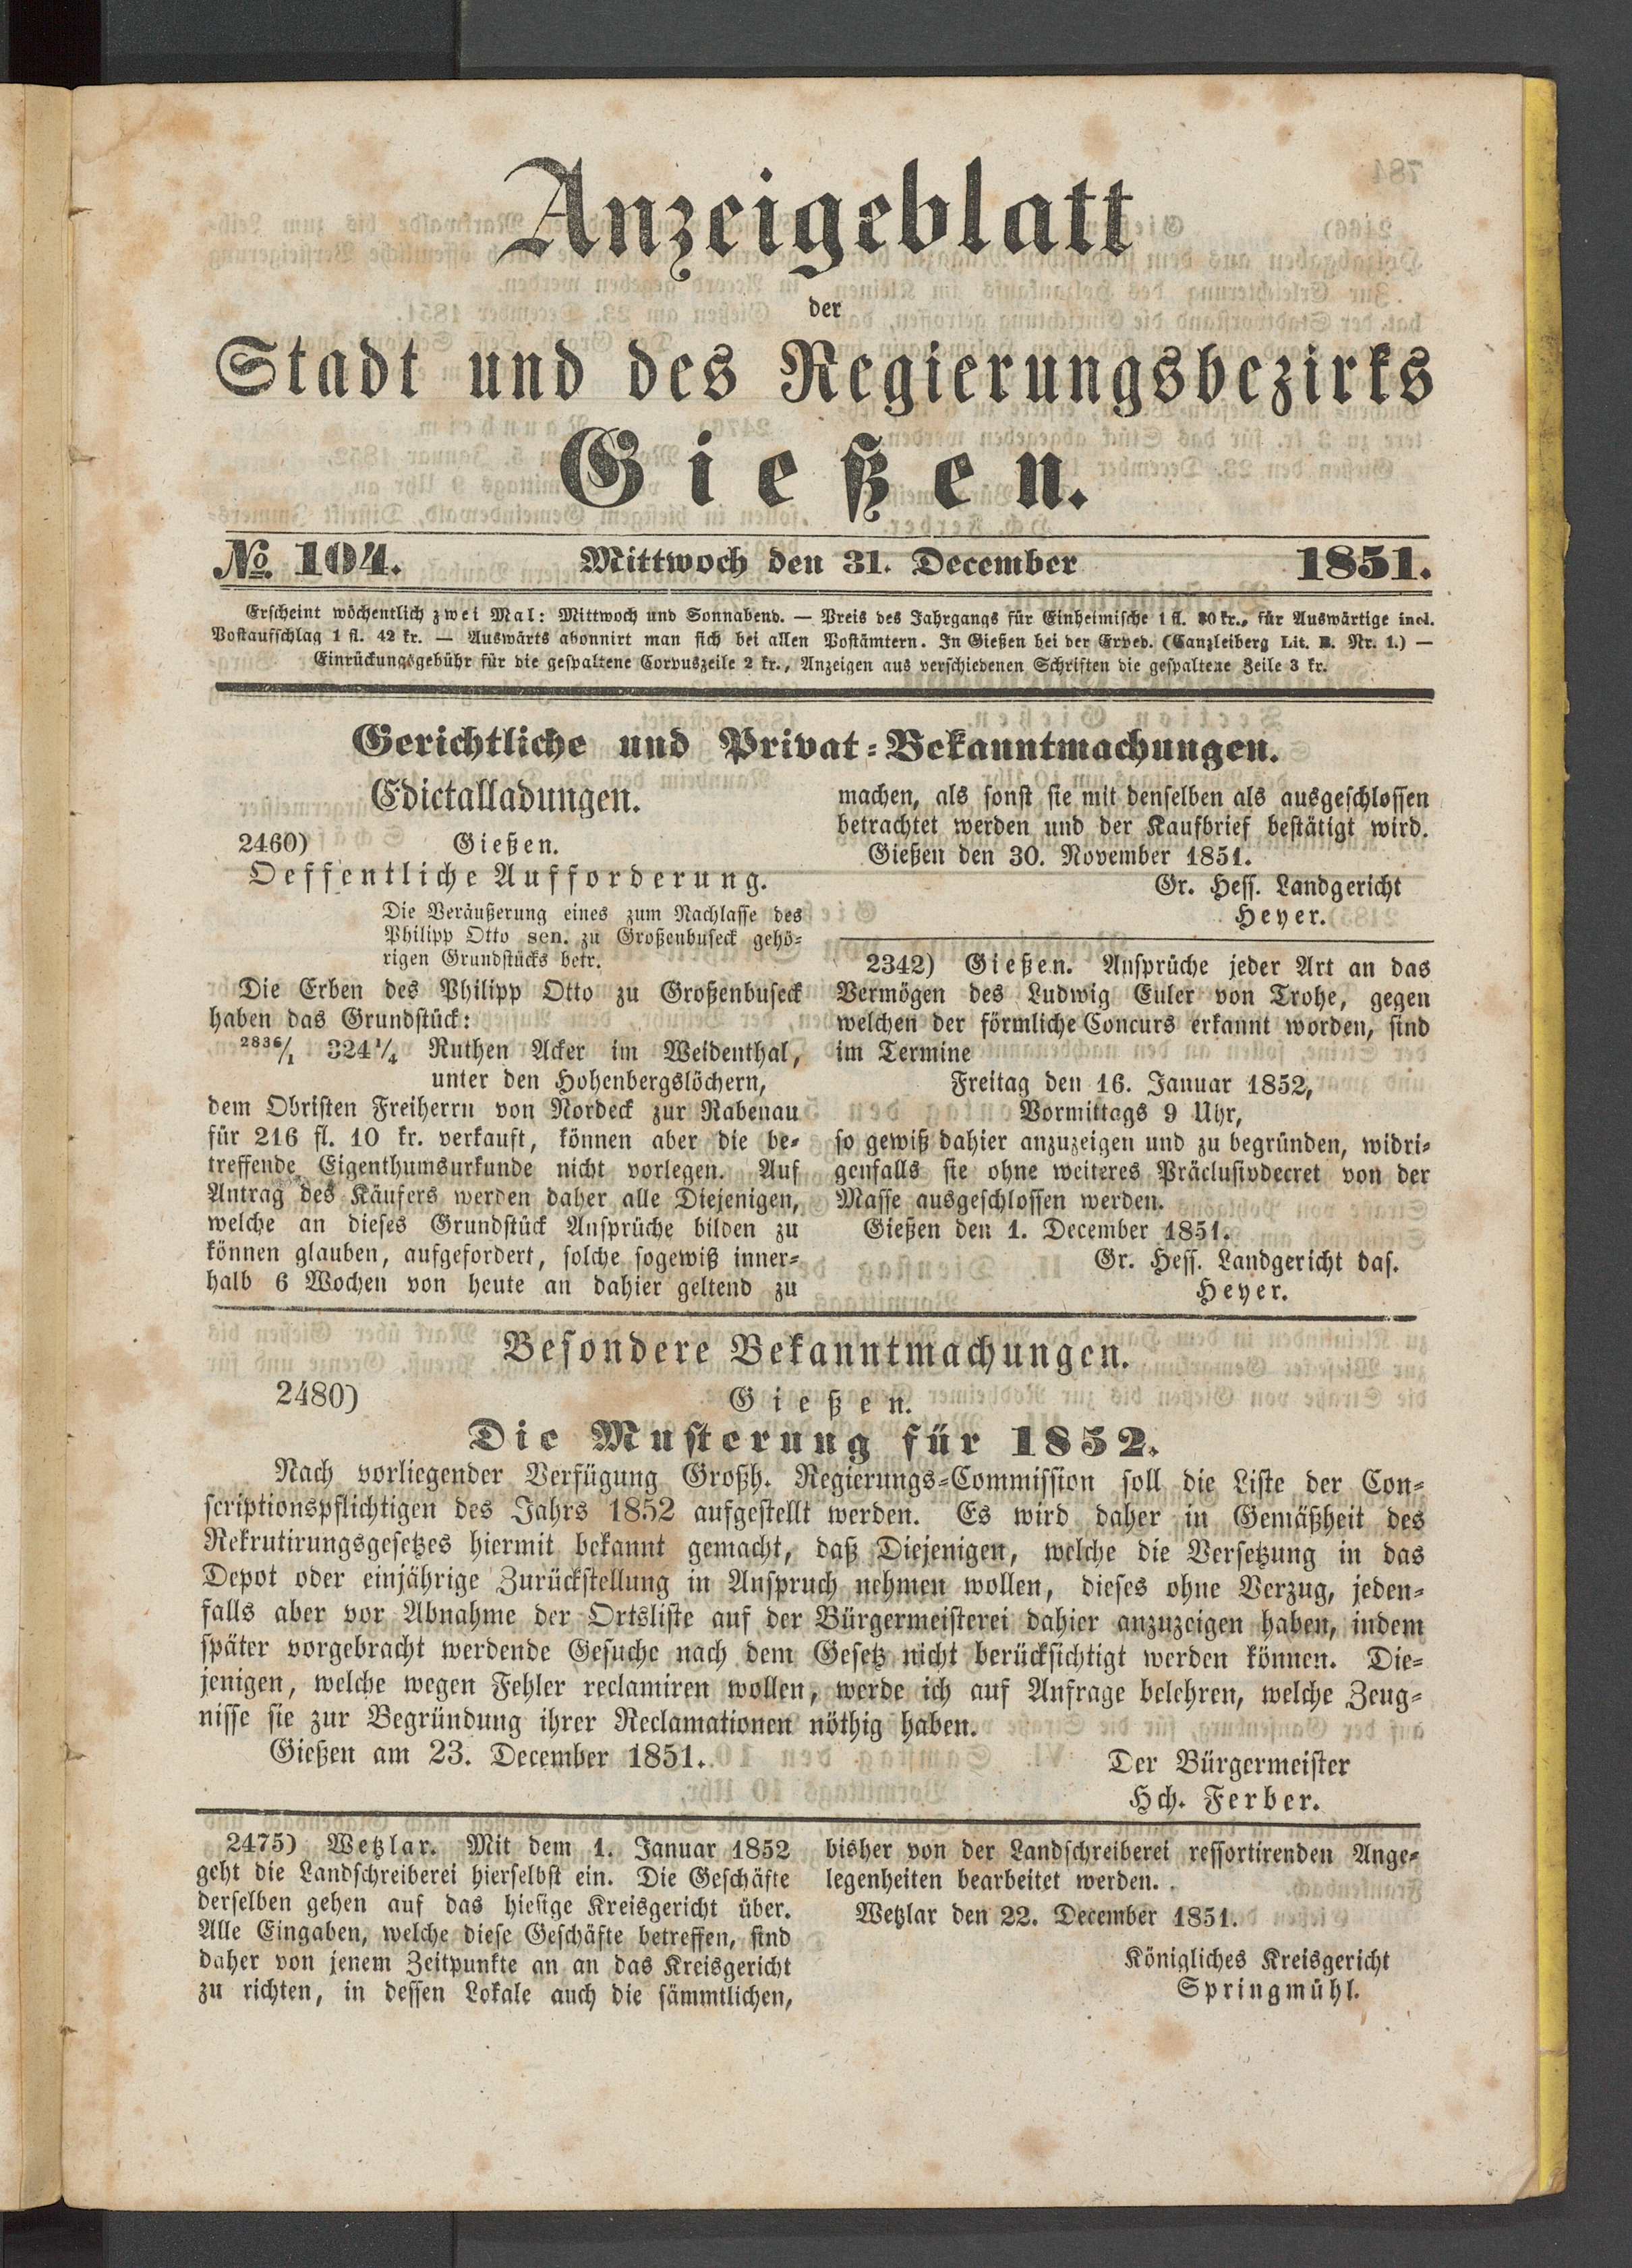 Anzeigeblatt
der
Stadt und des Regierungsbezirks
Gießen.
No. 104. Mittwoch den 31. December 1851.
Erscheint wöchentlich zwei Mal: Mittwoch und Sonnabend. — Preis des Jahrgangs für Einheimische 1 fl. 30 kr., für Auswärtige incl.
Postaufschlag 1 fl. 42 kr. — Auswärts abonnirt man sich bei allen Postämtern. In Gießen bei der Exped. (Canzleiberg Lit. B. Nr. 1.) —
Einrückungsgebühr für die gespaltene Corpuszeile 2 kr., Anzeigen aus verschiedenen Schriften die gespaltene Zeile 3 kr.
Gerichtliche und Privat-Bekanntmachungen.
Edictalladungen.
2460) Gießen.
Oeffentliche Aufforderung.
Die Veräußerung eines zum Nachlasse des
Philipp Otto sen. zu Großenbuseck gehö-
rigen Grundstücks betr.
Die Erben des Philipp Otto zu Großenbuseck
haben das Grundstück:
2836/1 324 1/4 Ruthen Acker im Weidenthal,
unter den Hohenbergslöchern,
dem Obristen Freiherrn von Nordeck zur Rabenau
für 216 fl. 10 kr. verkauft, können aber die be-
treffende Eigenthumsurkunde nicht vorlegen. Auf
Antrag des Käufers werden daher alle Diejenigen,
welche an dieses Grundstück Ansprüche bilden zu
können glauben, aufgefordert, solche sogewiß inner-
halb 6 Wochen von heute an dahier geltend zu
machen, als sonst sie mit denselben als ausgeschlossen
betrachtet werden und der Kaufbrief bestätigt wird.
Gießen den 30. November 1851.
Gr. Hess. Landgericht
Heyer.
2342) Gießen. Ansprüche jeder Art an das
Vermögen des Ludwig Euler von Trohe, gegen
welchen der förmliche Concurs erkannt worden, sind
im Termine
Freitag den 16. Januar 1852,
Vormittags 9 Uhr,
so gewiß dahier anzuzeigen und zu begründen, widri-
genfalls sie ohne weiteres Präclusivdecret von der
Masse ausgeschlossen werden.
Gießen den 1. December 1851.
Gr. Hess. Landgericht das.
Heyer.
Besondere Bekanntmachungen.
2480) Gießen.
Die Musterung für 1852.
Nach vorliegender Verfügung Großh. Regierungs-Commission soll die Liste der Con-
scriptionspflichtigen des Jahrs 1852 aufgestellt werden. Es wird daher in Gemäßheit des
Rekrutirungsgesetzes hiermit bekannt gemacht, daß Diejenigen, welche die Versetzung in das
Depot oder einjährige Zurückstellung in Anspruch nehmen wollen, dieses ohne Verzug, jeden-
falls aber vor Abnahme der Ortsliste auf der Bürgermeisterei dahier anzuzeigen haben, indem
später vorgebracht werdende Gesuche nach dem Gesetz nicht berücksichtigt werden können. Die-
jenigen, welche wegen Fehler reclamiren wollen, werde ich auf Anfrage belehren, welche Zeug-
nisse sie zur Begründung ihrer Reclamationen nöthig haben.
Gießen am 23. December 1851.
Der Bürgermeister
Hch. Ferber.
2475) Wetzlar. Mit dem 1. Januar 1852
geht die Landschreiberei hierselbst ein. Die Geschäfte
derselben gehen auf das hiesige Kreisgericht über.
Alle Eingaben, welche diese Geschäfte betreffen, sind
daher von jenem Zeitpunkte an an das Kreisgericht
zu richten, in dessen Lokale auch die sämmtlichen,
bisher von der Landschreiberei ressortirenden Ange-
legenheiten bearbeitet werden.
Wetzlar den 22. December 1851.
Königliches Kreisgericht
Springmühl.